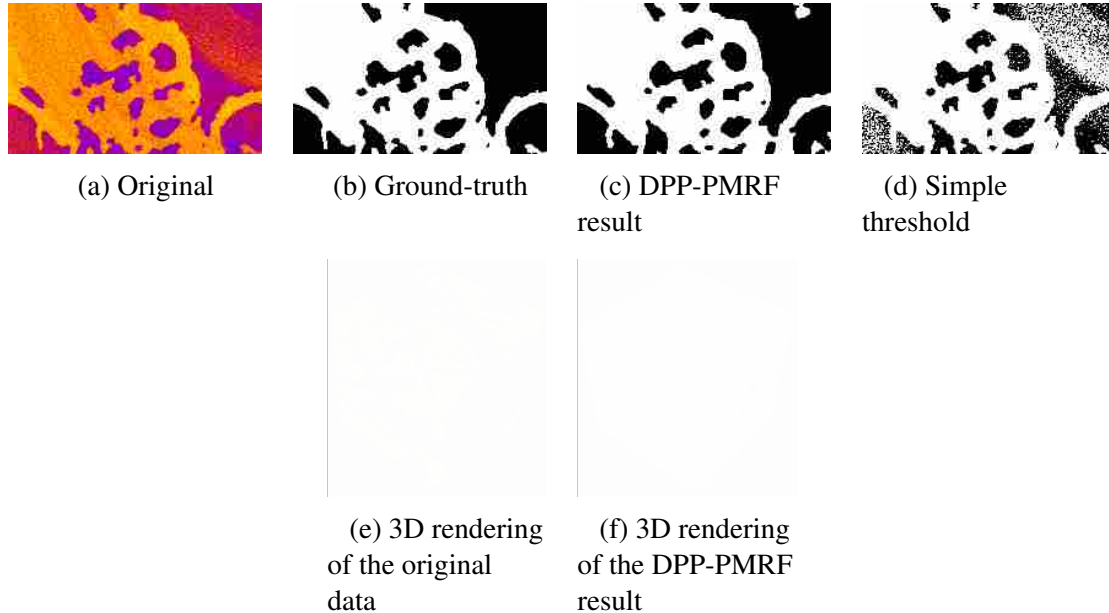 (a) Original
(b) Ground-truth
(c) DPP-PMRF
result
(d) Simple
threshold
(e) 3D rendering
of the original
data
(f) 3D rendering
of the DPP-PMRF
result